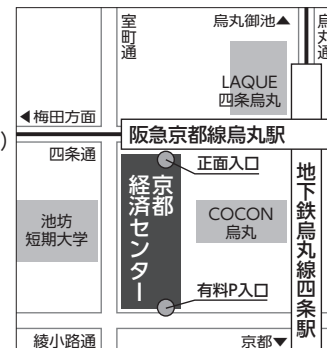 室町通
烏丸御池▲
烏丸通
LAQUE
四条烏丸
◀梅田方面
)
阪急京都線烏丸駅
四条通
正面入口
地下鉄烏丸線四条駅
京都
経済センター
池坊
短期大学
COCON
烏丸
有料P入口
綾小路通
京都▼